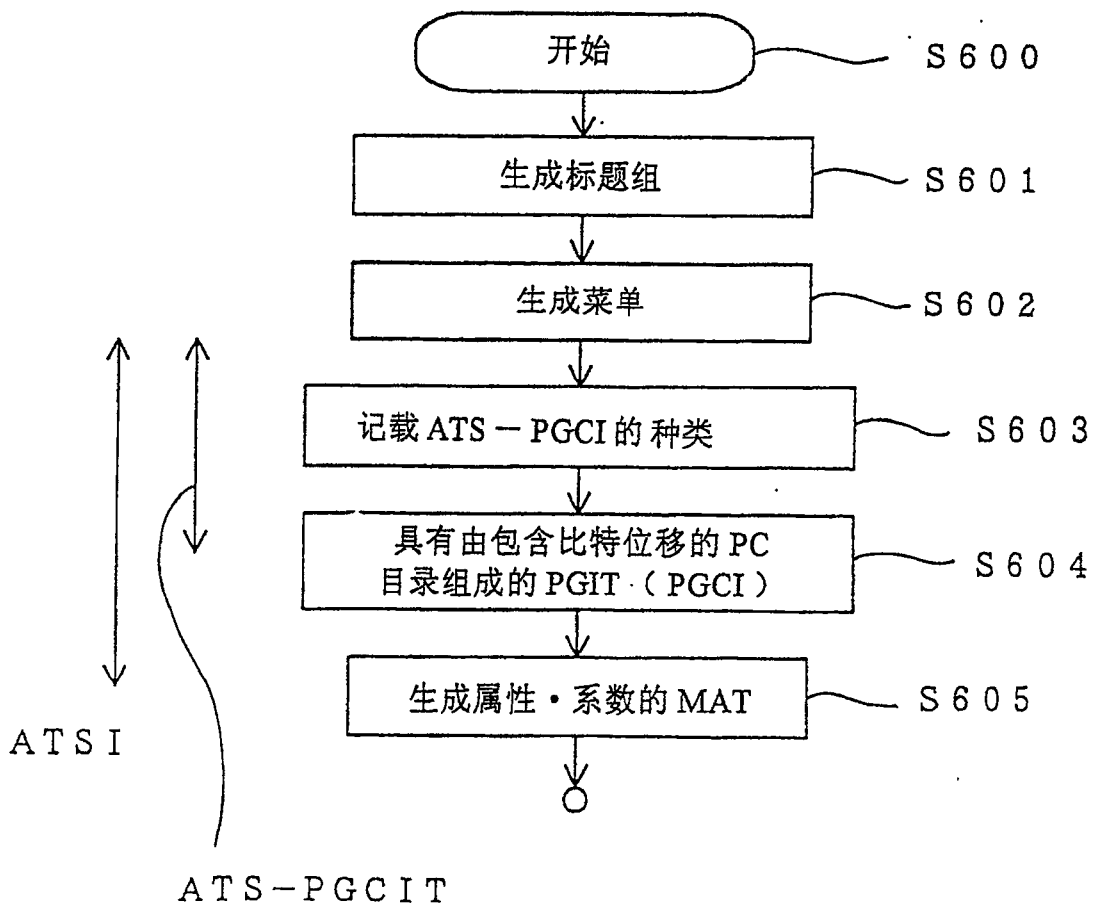 开始
S600
生成标题组
S601
生成菜单
S602
记载ATS-PGCI的种类
S603
具有由包含比特位移的PC
目录组成的PGIT·(PGCI)
S604
生成属性·系数的MAT
S605
ATSI
ATS-PGCIT